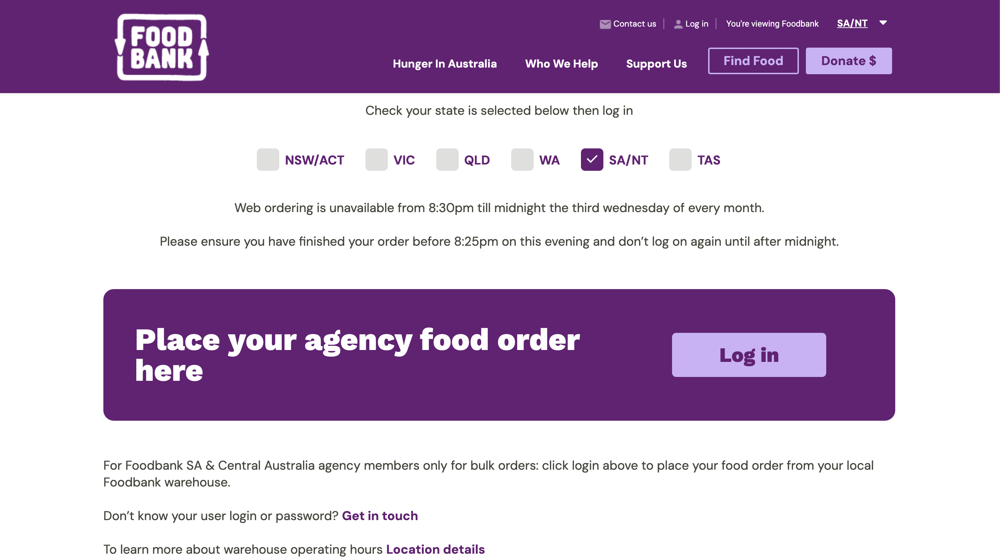 FOOD
BANK
Contact us
Log in
You're viewing Foodbank
SA/NT
Hunger In Australia
Who We Help
Support Us
Find Food
Donate $
Check your state is selected below then log in
NSW/ACT
VIC
QLD
WA
SA/NT
TAS
Web ordering is unavailable from 8:30pm till midnight the third wednesday of every month.
Please ensure you have finished your order before 8:25pm on this evening and don’t log on again until after midnight.
Place your agency food order
here
Log in
For Foodbank SA & Central Australia agency members only for bulk orders: click login above to place your food order from your local
Foodbank warehouse.
Don’t know your user login or password? Get in touch
To learn more about warehouse operating hours Location details